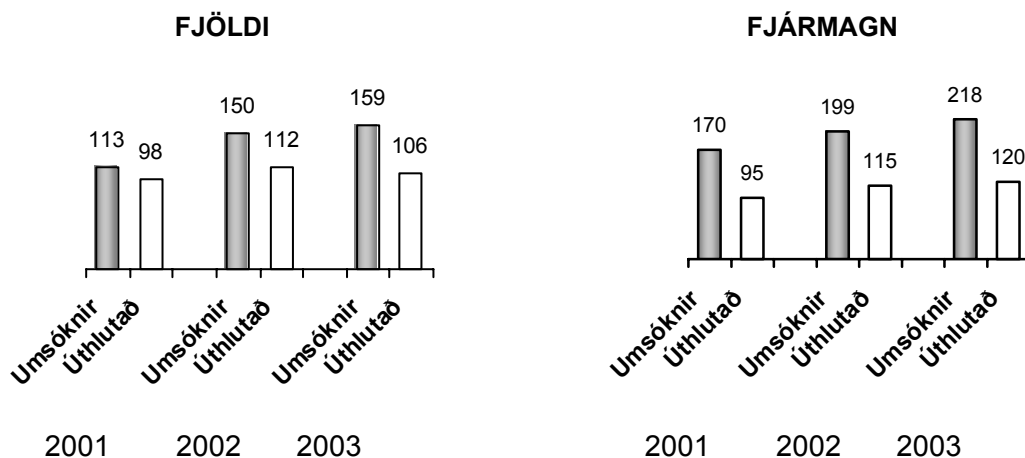 FJÖLDI
113
98
150
112
159
106
Umsóknir
Úthlutað
Umsóknir
Úthlutað
Umsóknir
Úthlutað
2001 2002 2003
FJÁRMAGN
170
95
199
115
218
120
Umsóknir
Úthlutað
Umsóknir
Úthlutað
Umsóknir
Úthlutað
2001 2002 2003